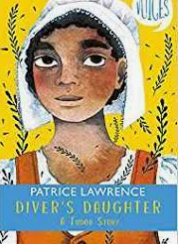 VOICES
PATRICE LAWRENCE
DIVER'S DAUGHTER
A TUDOR STORY